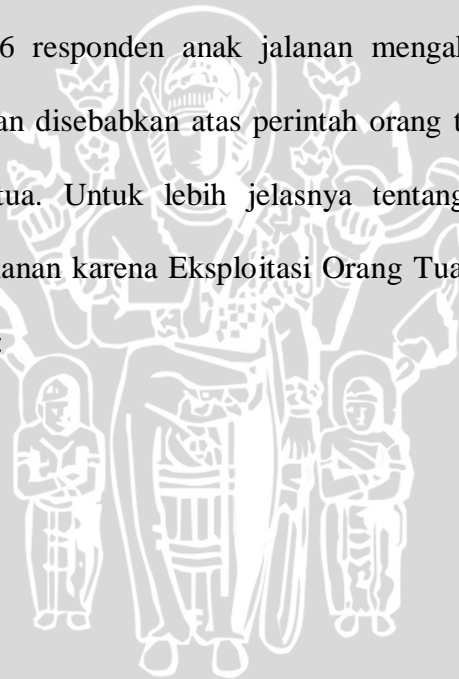 6 responden anak jalanan
an disebabkan atas perintah orang
tua. Untuk lebih jelasnya tentang
anan karena Eksploitasi Orang Tua
: